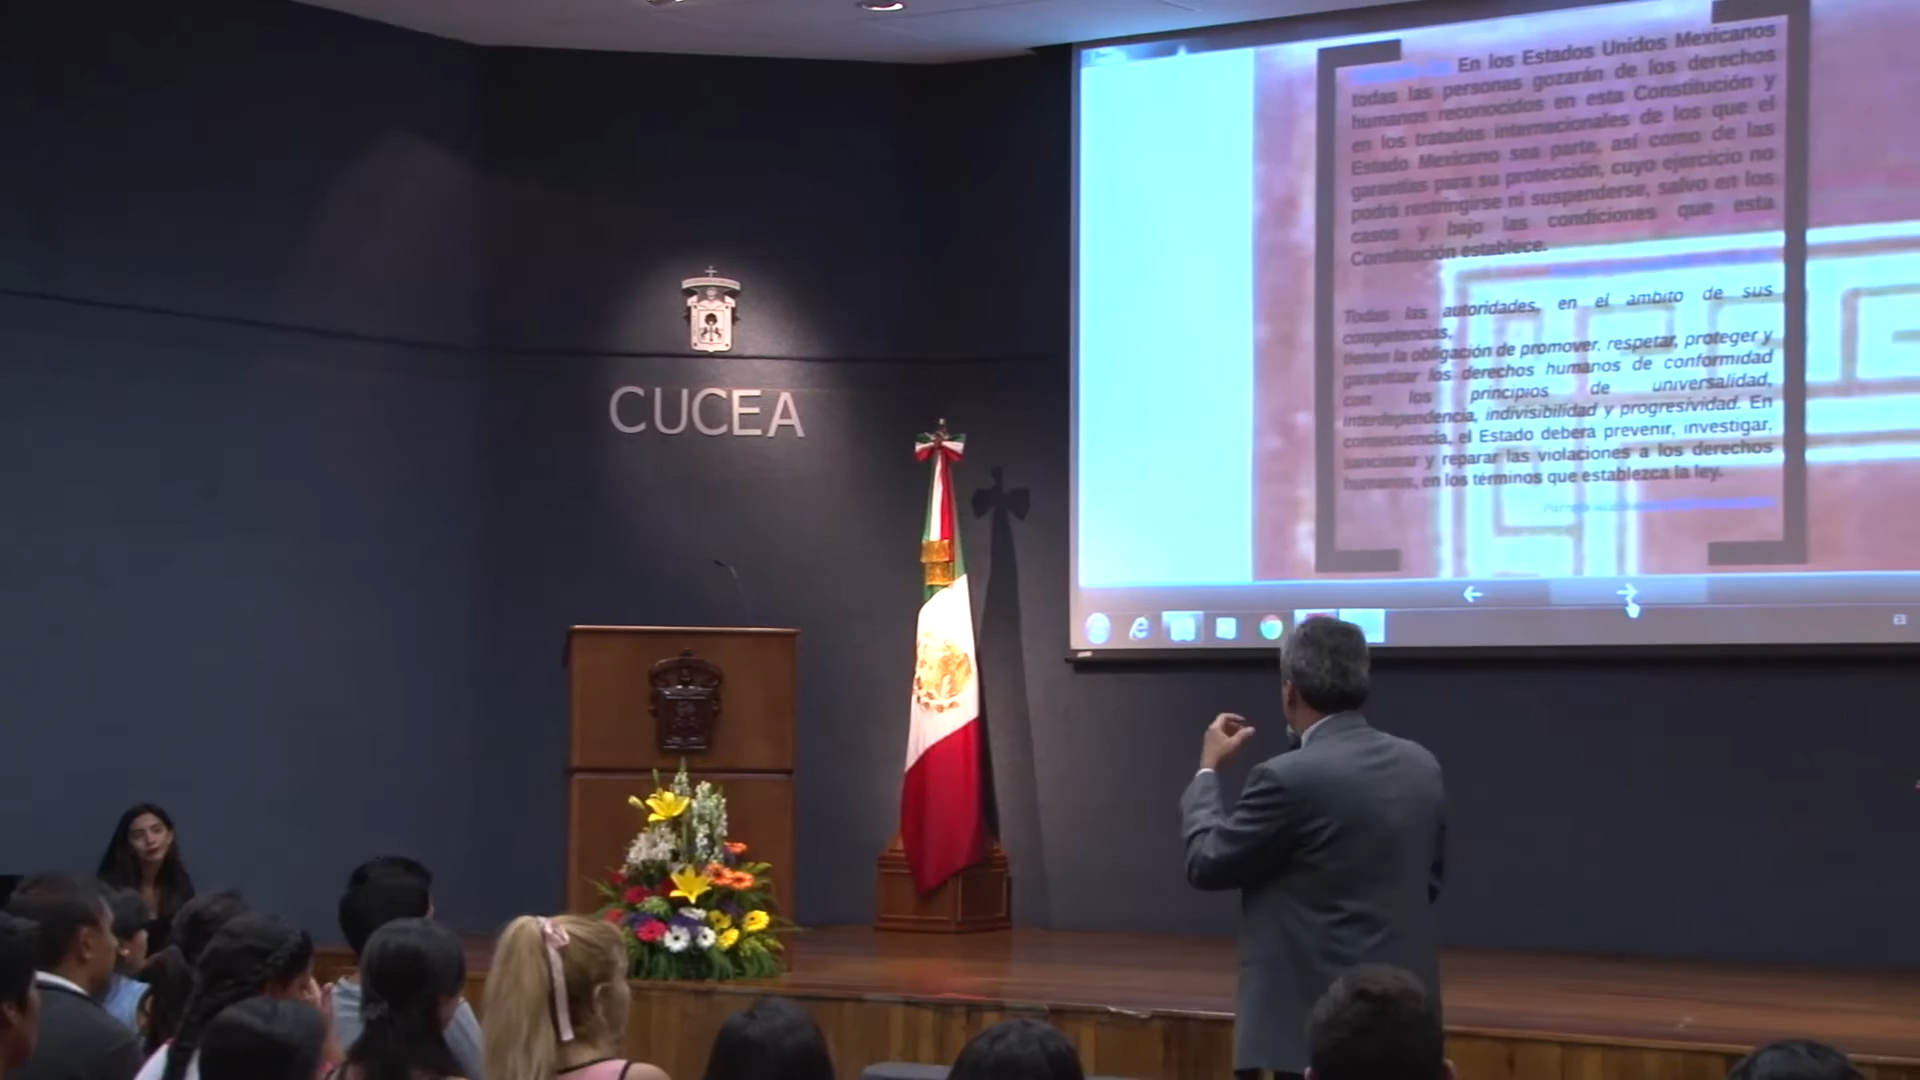 CUCEA
En los Estados Unidos Mexicanos
todas las personas gozarán de los derechos
humanos reconocidos en esta Constitución y
en los tratados internacionales de los que el
Estado Mexicano sea parte, así como de las
garantías para su protección, cuyo ejercicio no
podrá restringirse ni suspenderse, salvo en los
casos y bajo las condiciones que esta
Constitución establece.
Todas las autoridades, en el ámbito de sus
competencias,
tienen la obligación de promover, respetar, proteger y
garantizar los derechos humanos de conformidad
con los principios de universalidad,
interdependencia, indivisibilidad y progresividad. En
consecuencia, el Estado deberá prevenir, investigar,
sancionar y reparar las violaciones a los derechos
humanos, en los términos que establezca la ley.